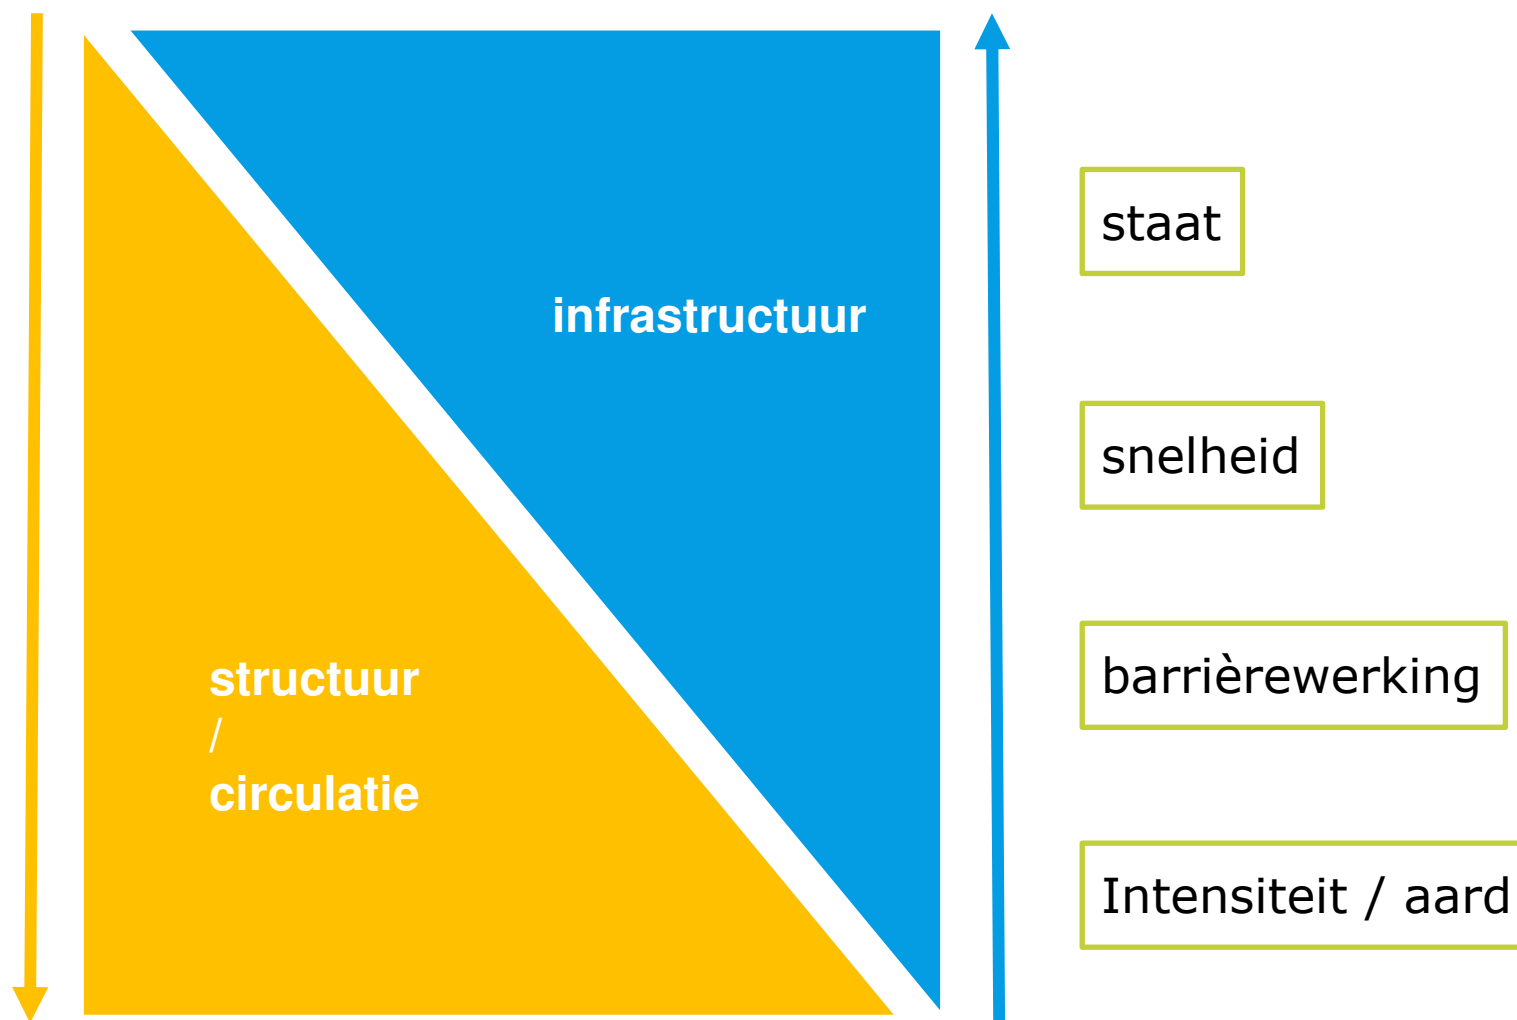 infrastructuur
structuur
/
circulatie
staat
snelheid
barrièrewerking
Intensiteit / aard